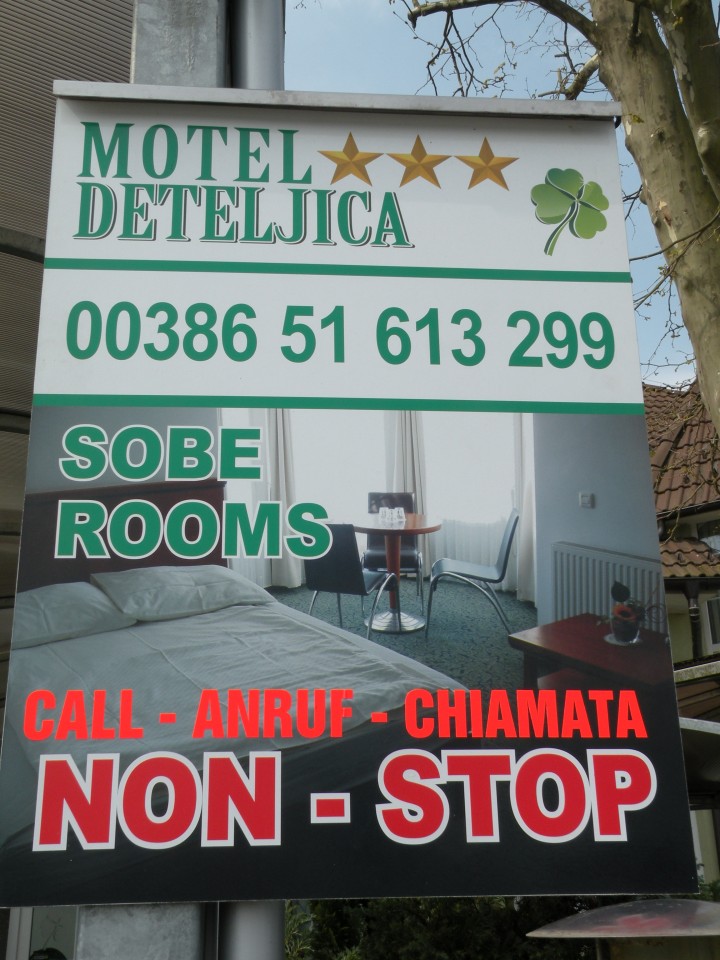 MOTEL
DETELJICA
00386 51 613 299
SOBE
ROOMS
CALL - ANRUF - CHIAMATA
NON - STOP